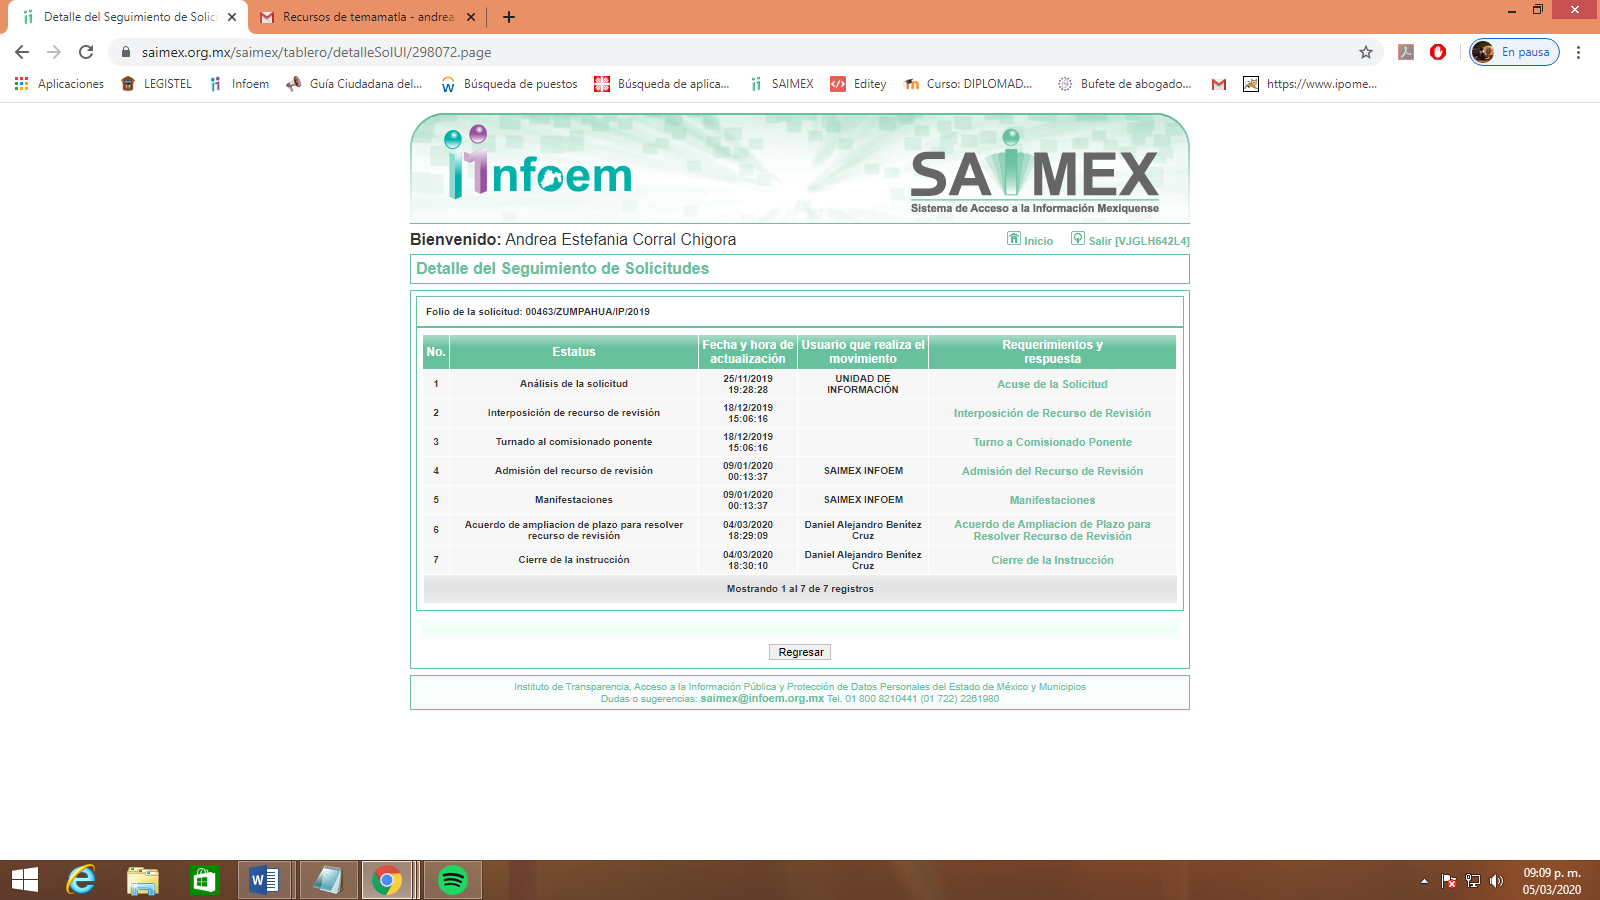 Detalle del Seguimiento de Solici
Recursos de temamatla - andrea.
saimex.org.mx/saimex/tablero/detalleSolUI/298072.page
En pausa
Aplicaciones
LEGISTEL
Infoem
Guía Ciudadana del...
Búsqueda de puestos
Búsqueda de aplica...
SAIMEX
Editey
Curso: DIPLOMAD...
Bufete de abogado...
https://www.ipome...
infoem
SAIMEX
Sistema de Acceso a la Información Mexiquense
Bienvenido: Andrea Estefania Corral Chigora
Inicio
Salir [VJGLH642L4]
Detalle del Seguimiento de Solicitudes
Folio de la solicitud: 00463/ZUMPAHUA/IP/2019
No. Estatus Fecha y hora de actualización Usuario que realiza el movimiento Requerimientos y respuesta
1 Análisis de la solicitud 25/11/2019 19:28:28 UNIDAD DE INFORMACIÓN Acuse de la Solicitud
2 Interposición de recurso de revisión 18/12/2019 15:06:16 Interposición de Recurso de Revisión
3 Turnado al comisionado ponente 18/12/2019 15:06:16 Turno a Comisionado Ponente
4 Admisión del recurso de revisión 09/01/2020 00:13:37 SAIMEX INFOEM Admisión del Recurso de Revisión
5 Manifestaciones 09/01/2020 00:13:37 SAIMEX INFOEM Manifestaciones
6 Acuerdo de ampliacion de plazo para resolver recurso de revisión 04/03/2020 18:29:09 Daniel Alejandro Benítez Cruz Acuerdo de Ampliacion de Plazo para Resolver Recurso de Revisión
7 Cierre de la instrucción 04/03/2020 18:30:10 Daniel Alejandro Benítez Cruz Cierre de la Instrucción
Mostrando 1 al 7 de 7 registros
Regresar
Instituto de Transparencia, Acceso a la Información Pública y Protección de Datos Personales del Estado de México y Municipios
Dudas o sugerencias: saimex@infoem.org.mx Tel. 01 800 8210441 (01 722) 2261980
09:09 p. m.
05/03/2020